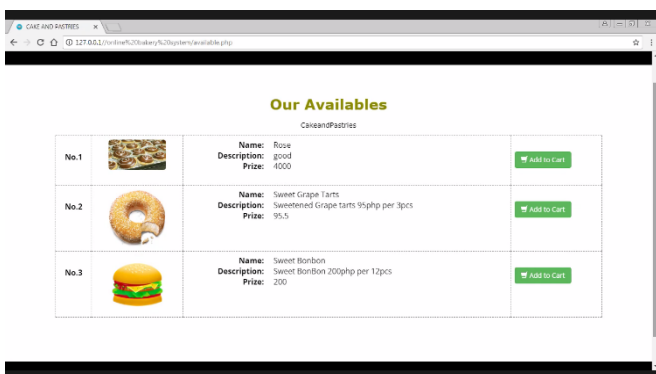 CAKE AND PASTRIES
127.0.0.1//online%20bakery%20system/available.php
Our Availables
CakeandPastries
No.1
Name: Rose
Description: good
Prize: 4000
Add to Cart
No.2
Name: Sweet Grape Tarts
Description: Sweetened Grape tarts 95php per 3pcs
Prize: 95.5
Add to Cart
No.3
Name: Sweet Bonbon
Description: Sweet BonBon 200php per 12pcs
Prize: 200
Add to Cart